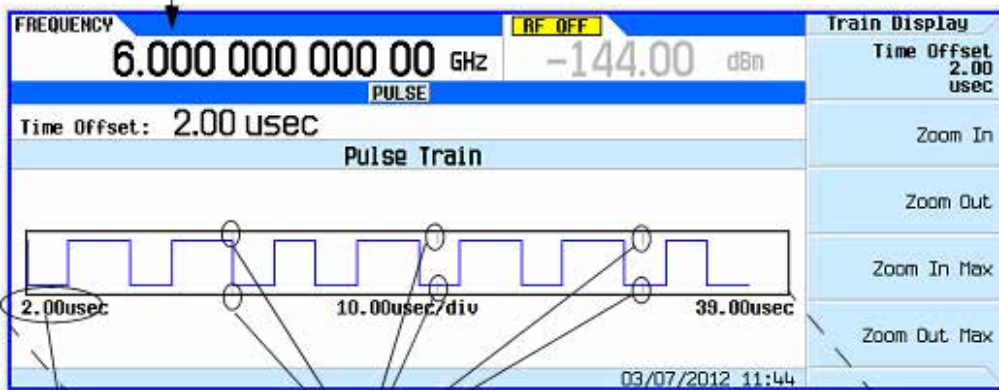 FREQUENCY
RF OFF
6.000 000 000 00 GHz
-144.00 dBm
PULSE
Time Offset: 2.00 usec
Pulse Train
2.00usec
10.00usec/div
39.00usec
03/07/2012 11:44
Train Display
Time Offset
2.00
usec
Zoom In
Zoom Out
Zoom In Max
Zoom Out Max